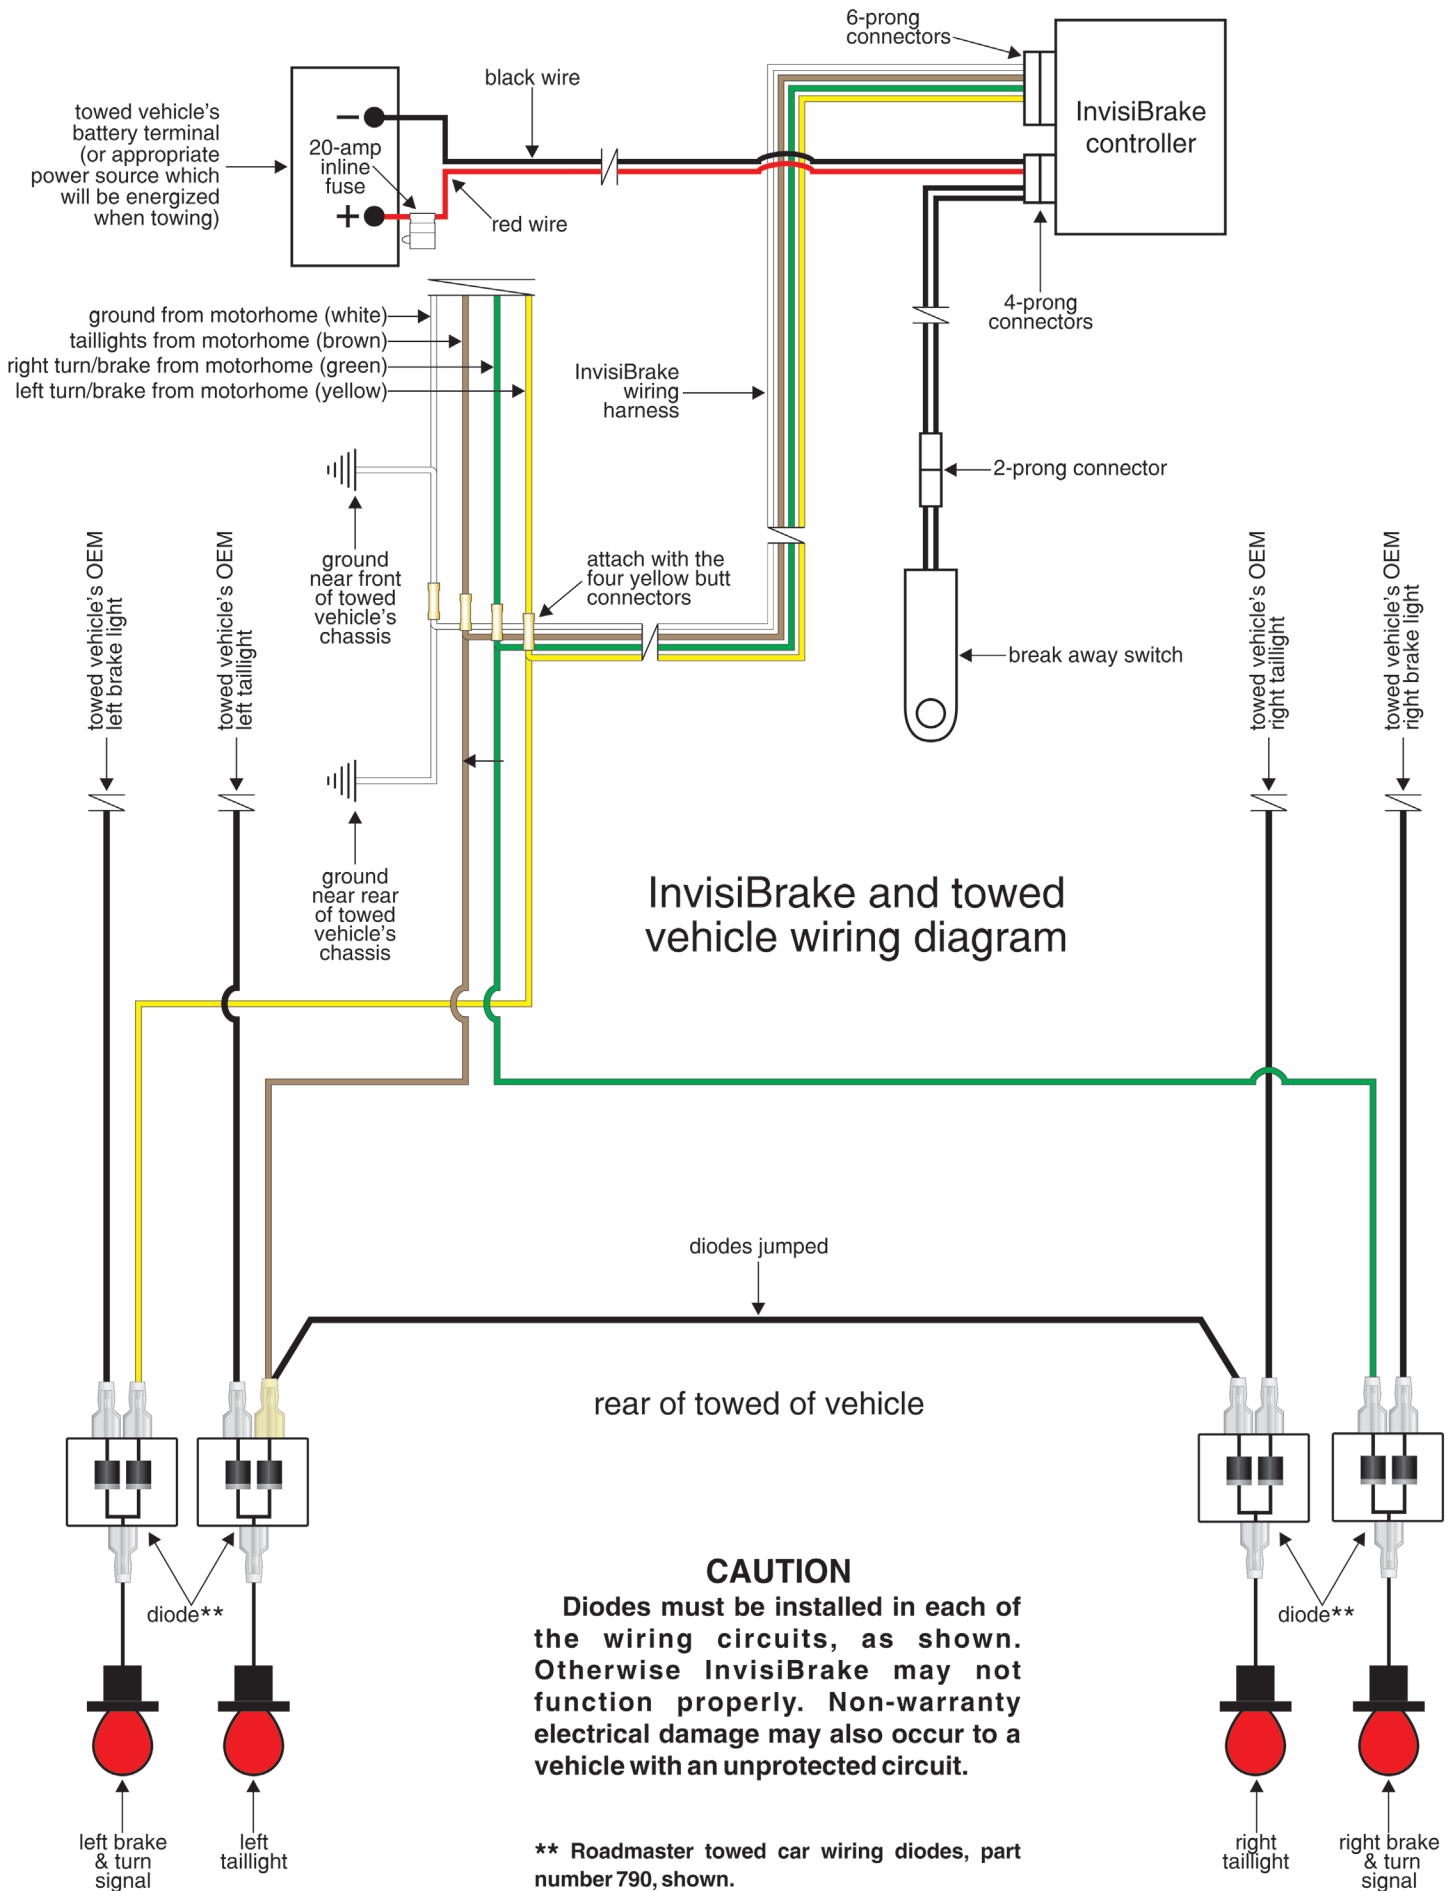 6-prong
connectors
InvisiBrake
controller
black wire
towed vehicle's
battery terminal
(or appropriate
power source which
will be energized
when towing)
20-amp
inline
fuse
−
+
red wire
4-prong
connectors
ground from motorhome (white)
taillights from motorhome (brown)
right turn/brake from motorhome (green)
left turn/brake from motorhome (yellow)
InvisiBrake
wiring
harness
2-prong connector
ground
near front
of towed
vehicle's
chassis
attach with the
four yellow butt
connectors
break away switch
towed vehicle's OEM
left brake light
towed vehicle's OEM
left taillight
towed vehicle's OEM
right taillight
towed vehicle's OEM
right brake light
ground
near rear
of towed
vehicle's
chassis
InvisiBrake and towed
vehicle wiring diagram
diodes jumped
rear of towed of vehicle
diode**
diode**
CAUTION
Diodes must be installed in each of
the wiring circuits, as shown.
Otherwise InvisiBrake may not
function properly. Non-warranty
electrical damage may also occur to a
vehicle with an unprotected circuit.
left brake
& turn
signal
left
taillight
** Roadmaster towed car wiring diodes, part
number 790, shown.
right
taillight
right brake
& turn
signal